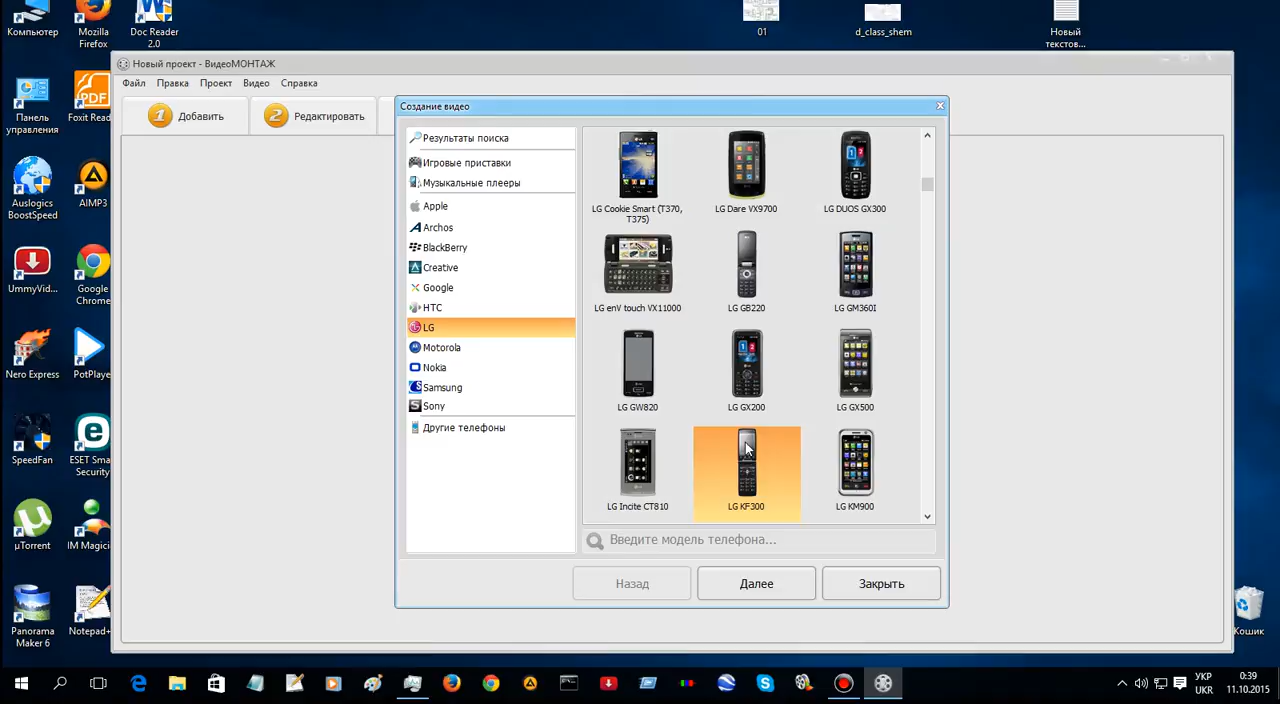 Компьютер
Mozilla
Firefox
Doc Reader
2.0
01
d_class_shem
Новый
текстов...
Новый проект - ВидеоМОНТАЖ
Файл Правка Проект Видео Справка
1 Добавить
2 Редактировать
Панель
управления
PDF
Foxit Read
Auslogics
BoostSpeed
AIMP3
UmmyVid...
Google
Chrome
Nero Express
PotPlaye
SpeedFan
ESET Sma
Security
µTorrent
IM Magici
Panorama
Maker 6
Notepad+
Кошик
Создание видео
Результаты поиска
Игровые приставки
Музыкальные плееры
Apple
Archos
BlackBerry
Creative
Google
HTC
LG
Motorola
Nokia
Samsung
Sony
Другие телефоны
LG Cookie Smart (T370,
T375)
LG Dare VX9700
LG DUOS GX300
LG enV touch VX11000
LG GB220
LG GM360I
LG GW820
LG GX200
LG GX500
LG Incite CT810
LG KF300
LG KM900
Введите модель телефона...
Назад
Далее
Закрыть
УКР
UKR
0:39
11.10.2015